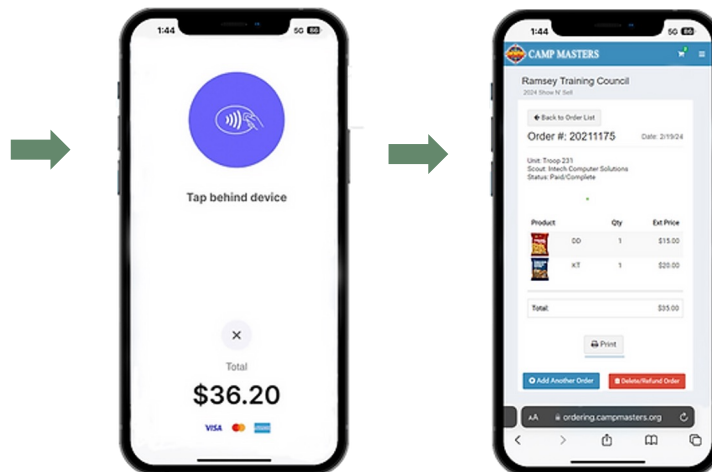 1:44
5G 86
Tap behind device
Total
$36.20
VISA
1:44
5G 86
CAMP MASTERS
Ramsey Training Council
2024 Show N' Sell
Back to Order List
Order #: 20211175 Date: 2/19/24
Unit: Troop 231
Scout: Intech Computer Solutions
Status: Paid/Complete
Product Qty Ext Price
DD 1 $15.00
KT 1 $20.00
Total: $35.00
Print
Add Another Order Delete/Refund Order
AA ordering.campmasters.org